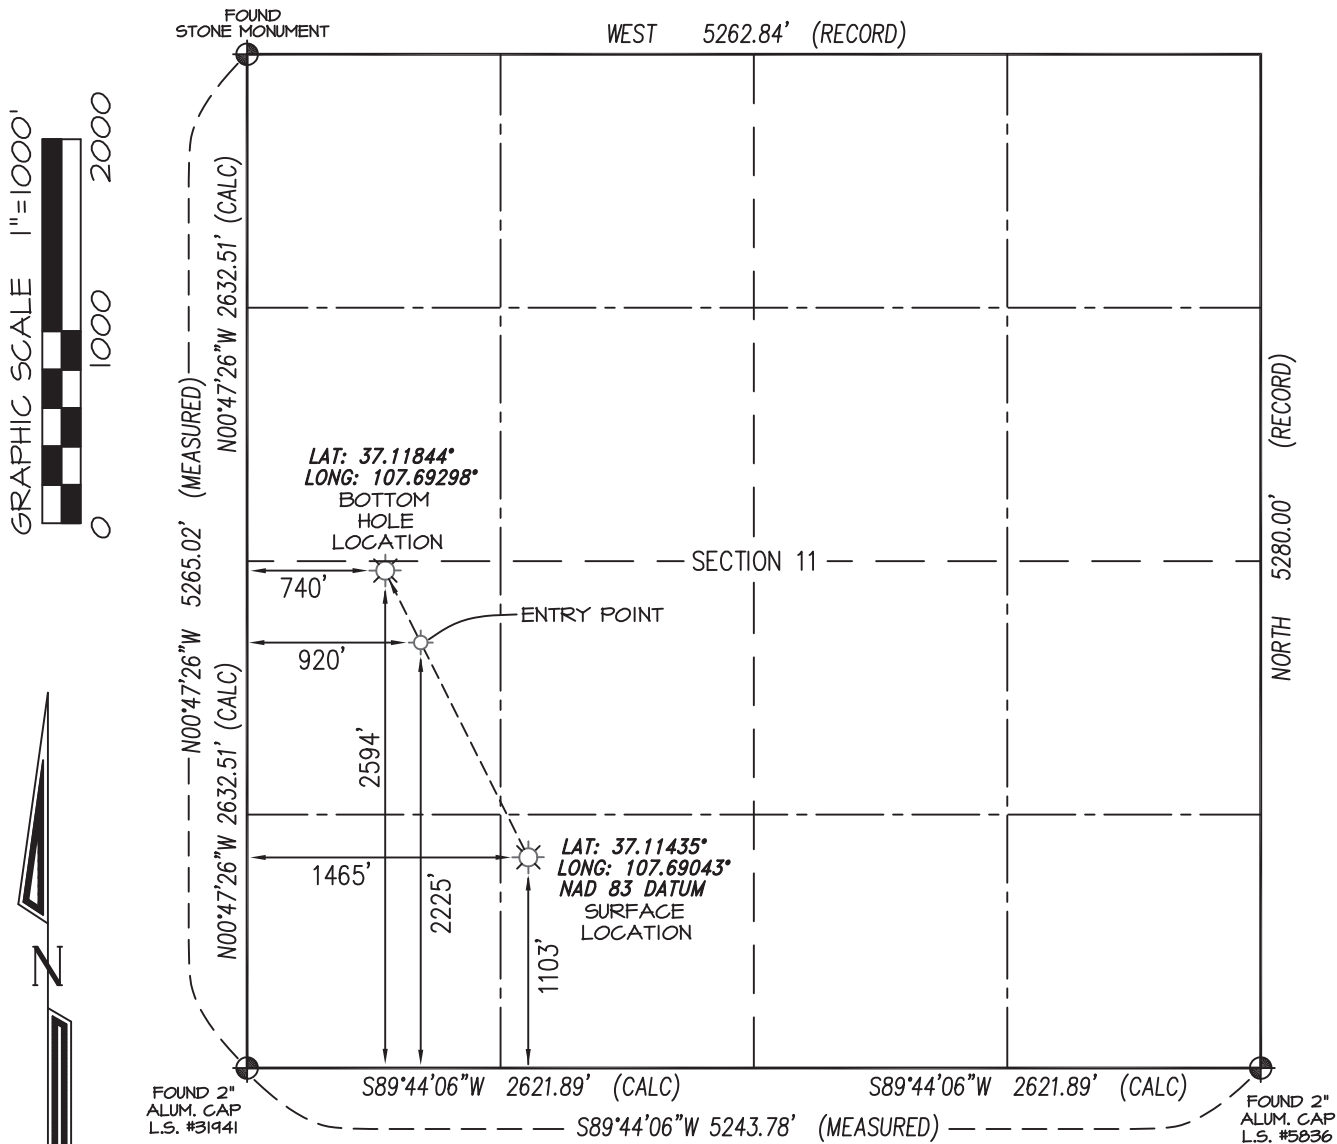 FOUND
STONE MONUMENT
WEST 5262.84' (RECORD)
GRAPHIC SCALE 1"=1000'
2000
1000
0
N00°47'26"W 2632.51' (CALC)
N00°47'26"W 5265.02' (MEASURED)
N00°47'26"W 2632.51' (CALC)
NORTH 5280.00' (RECORD)
LAT: 37.11844°
LONG: 107.69298°
BOTTOM
HOLE
LOCATION
SECTION 11
740'
ENTRY POINT
920'
2594'
2225'
1465'
1103'
LAT: 37.11435°
LONG: 107.69043°
NAD 83 DATUM
SURFACE
LOCATION
N
FOUND 2"
ALUM. CAP
L.S. #31941
S89°44'06"W 2621.89' (CALC)
S89°44'06"W 2621.89' (CALC)
S89°44'06"W 5243.78' (MEASURED)
FOUND 2"
ALUM. CAP
L.S. #5836